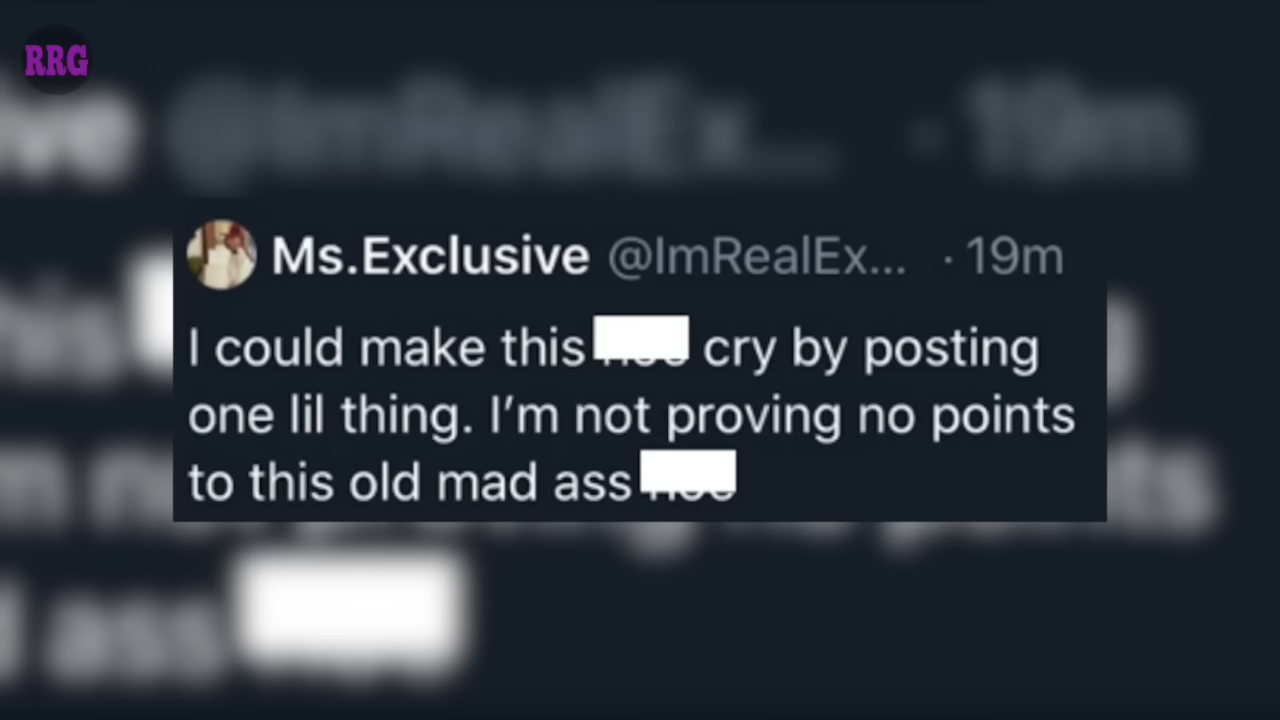 RRG
Ms.Exclusive @ImRealEx... · 19m
I could make this cry by posting
one lil thing. I'm not proving no points
to this old mad ass